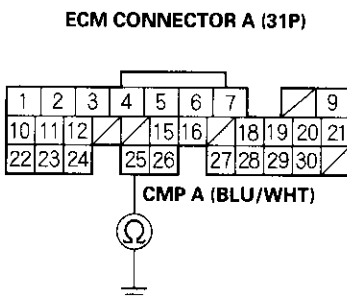 ECM CONNECTOR A (31P)
1 2 3 4 5 6 7 9
10 11 12 15 16 18 19 20 21
22 23 24 25 26 27 28 29 30
CMP A (BLU/WHT)
Ω